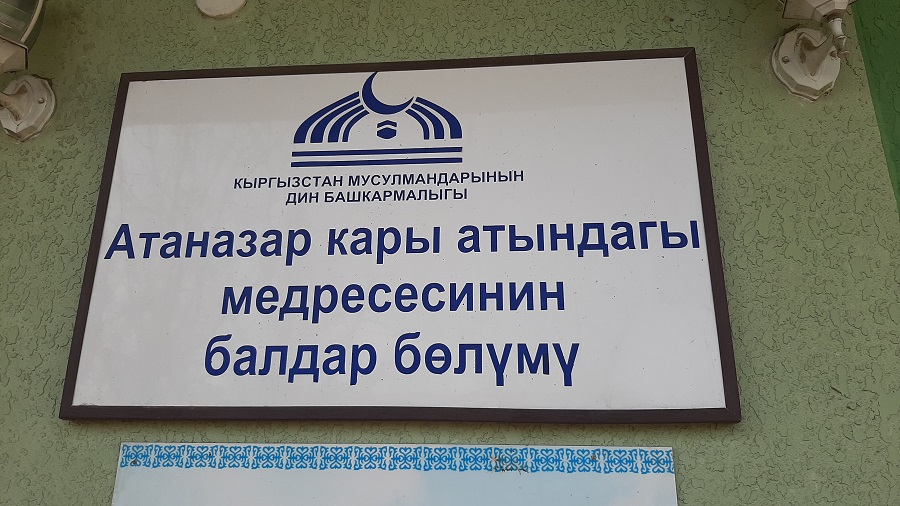 КЫРГЫЗСТАН МУСУЛМАНДАРЫНЫН
ДИН БАШКАРМАЛЫГЫ
Атаназар кары атындагы
медресесинин
балдар бөлүмү